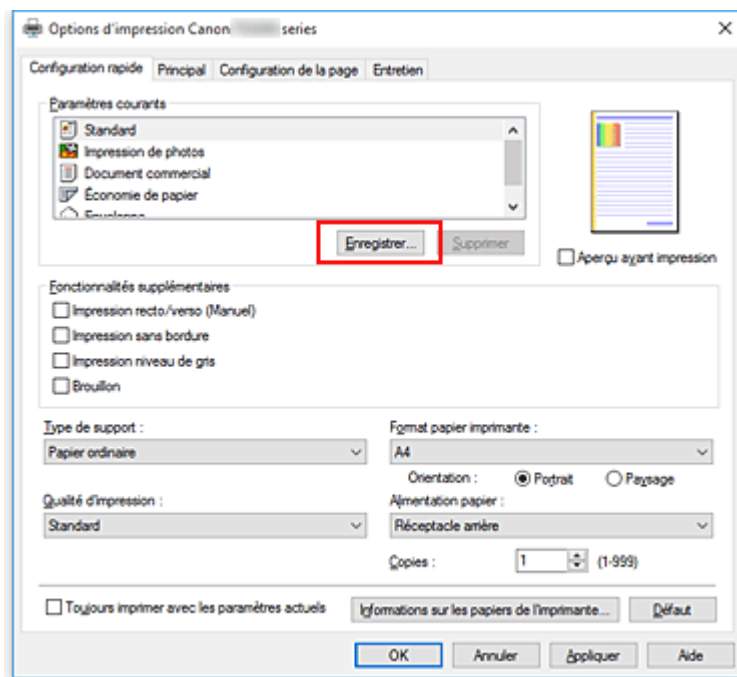 Options d'impression Canon series
Configuration rapide Principal Configuration de la page Entretien
Paramètres courants
Standard
Impression de photos
Document commercial
Économie de papier
Enregistrer... Supprimer
Aperçu avant impression
Fonctionnalités supplémentaires
Impression recto/verso (Manuel)
Impression sans bordure
Impression niveau de gris
Brouillon
Type de support : Format papier imprimante :
Papier ordinaire A4
Orientation : Portrait Paysage
Qualité d'impression : Alimentation papier :
Standard Réceptacle arrière
Copies : 1 (1-999)
Toujours imprimer avec les paramètres actuels Informations sur les papiers de l'imprimante... Défaut
OK Annuler Appliquer Aide